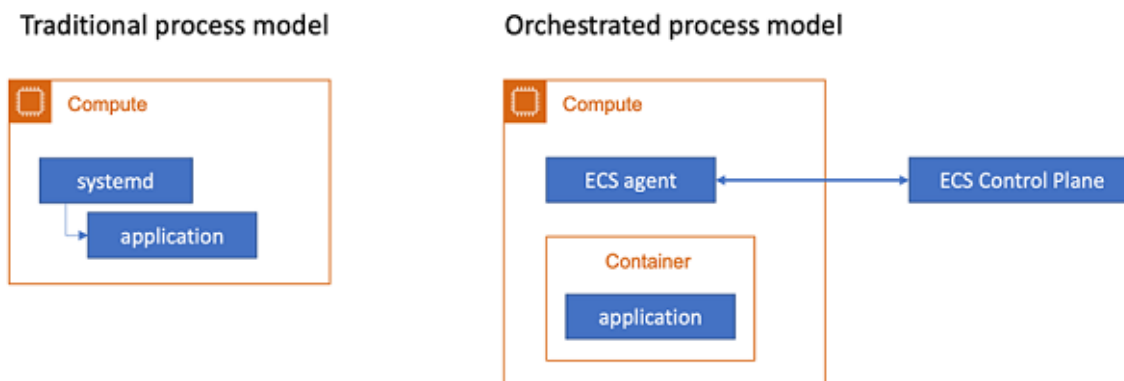 Traditional process model
Orchestrated process model
Compute
systemd
application
Compute
ECS agent
ECS Control Plane
Container
application